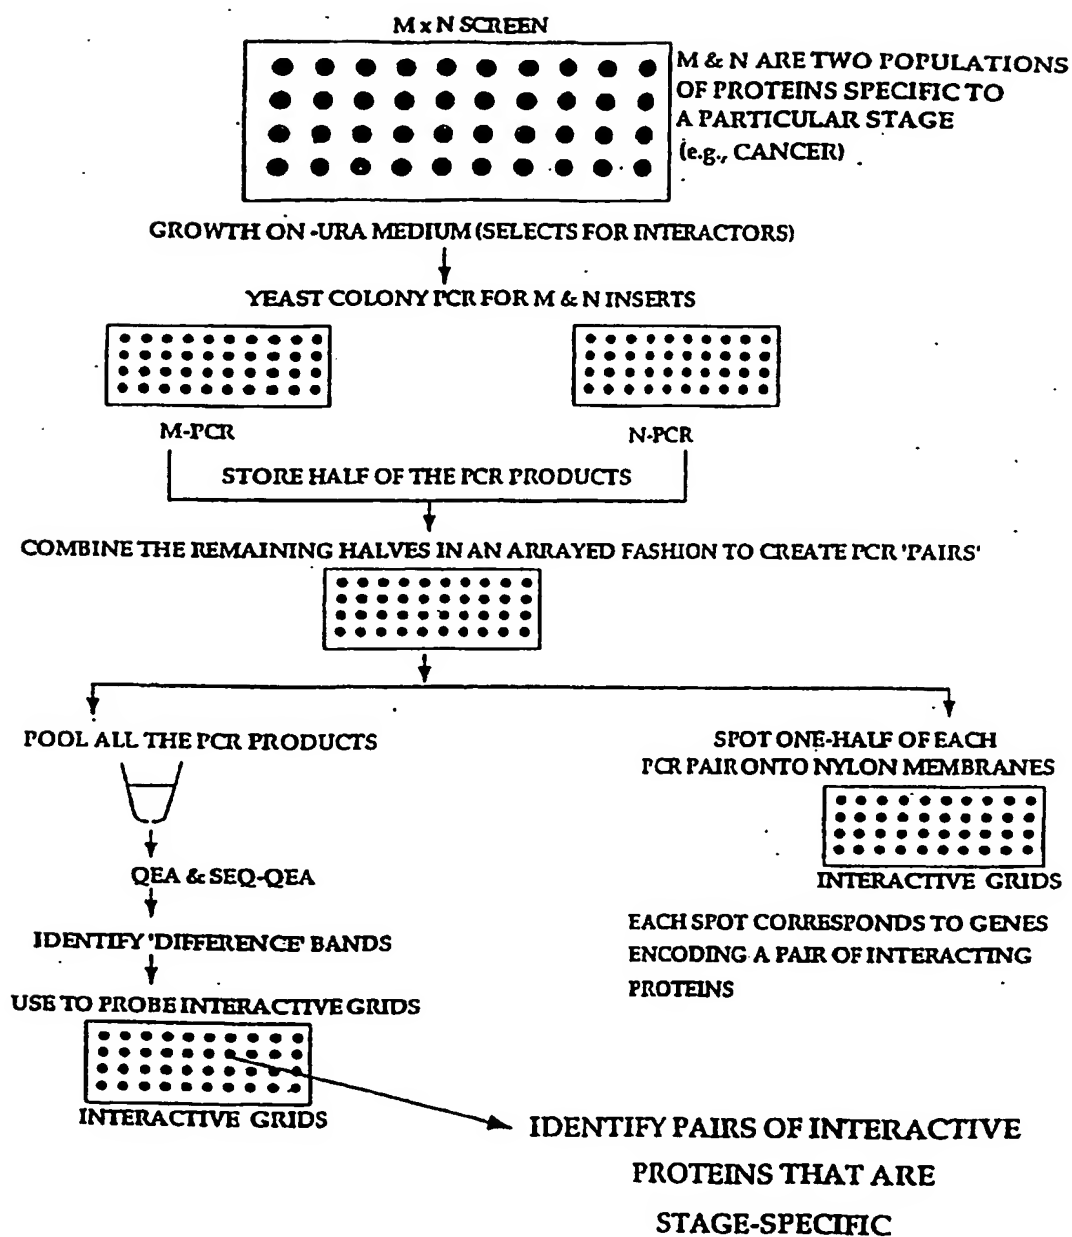 M x N SCREEN
M & N ARE TWO POPULATIONS
OF PROTEINS SPECIFIC TO
A PARTICULAR STAGE
(e.g., CANCER)
GROWTH ON -URA MEDIUM (SELECTS FOR INTERACTORS)
YEAST COLONY PCR FOR M & N INSERTS
M-PCR
N-PCR
STORE HALF OF THE PCR PRODUCTS
COMBINE THE REMAINING HALVES IN AN ARRAYED FASHION TO CREATE PCR 'PAIRS'
POOL ALL THE PCR PRODUCTS
QEA & SEQ-QEA
IDENTIFY 'DIFFERENCE' BANDS
USE TO PROBE INTERACTIVE GRIDS
INTERACTIVE GRIDS
SPOT ONE-HALF OF EACH
PCR PAIR ONTO NYLON MEMBRANES
INTERACTIVE GRIDS
EACH SPOT CORRESPONDS TO GENES
ENCODING A PAIR OF INTERACTING
PROTEINS
IDENTIFY PAIRS OF INTERACTIVE
PROTEINS THAT ARE
STAGE-SPECIFIC